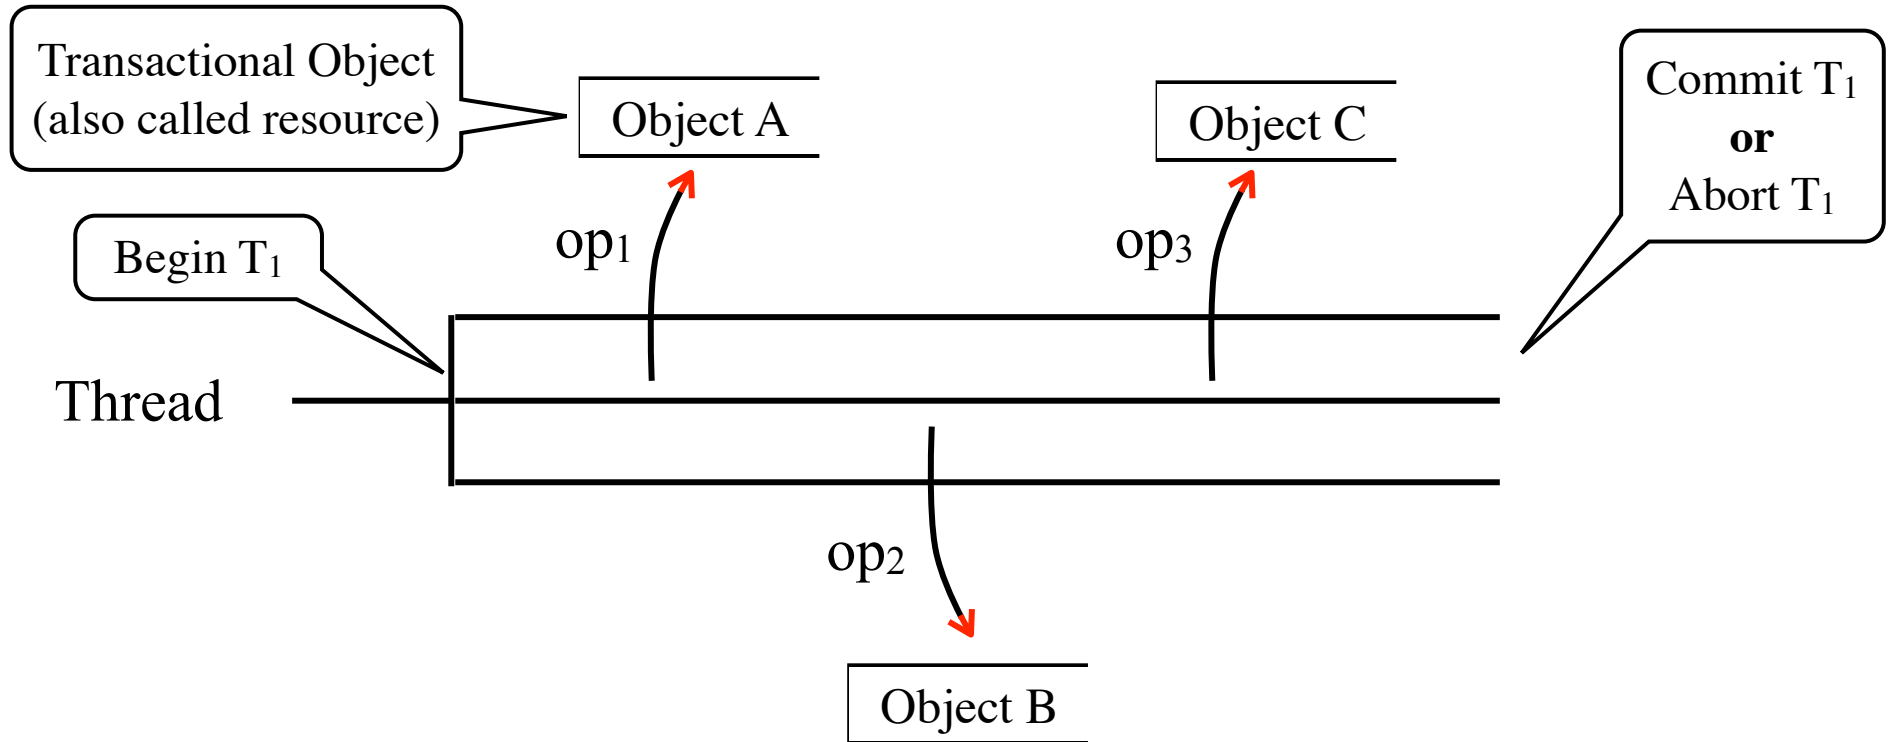 Transactional Object
(also called resource)
Object A
Object C
Commit T₁
or
Abort T₁
Begin T₁
op₁
op₃
Thread
op₂
Object B